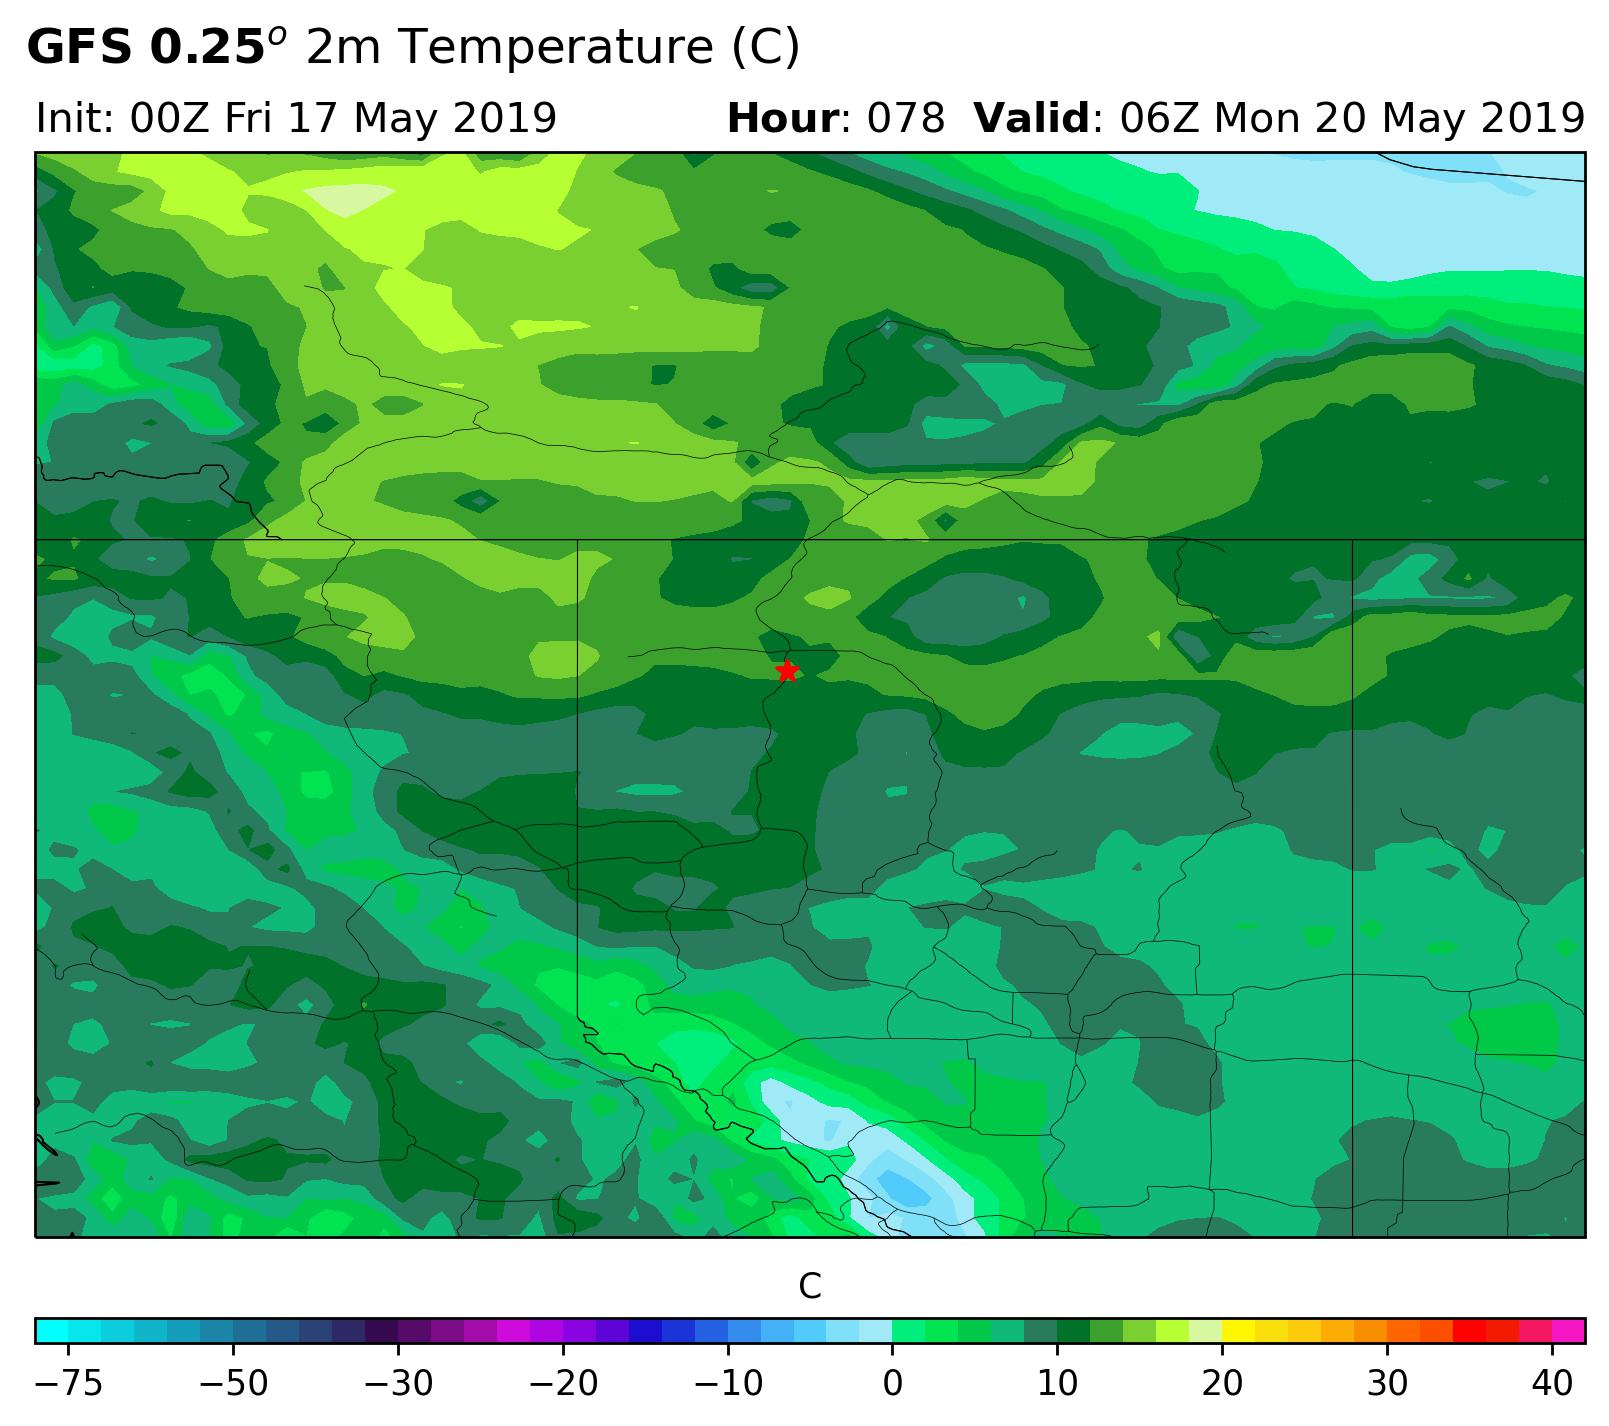 GFS 0.25° 2m Temperature (C)
Init: 00Z Fri 17 May 2019 Hour: 078 Valid: 06Z Mon 20 May 2019
C
−75 −50 −30 −20 −10 0 10 20 30 40